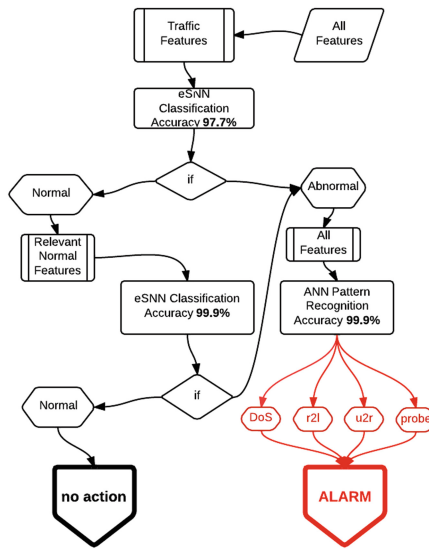 Traffic
Features
All
Features
eSNN
Classification
Accuracy 97.7%
if
Normal
Abnormal
Relevant
Normal
Features
All
Features
eSNN Classification
Accuracy 99.9%
ANN Pattern
Recognition
Accuracy 99.9%
if
Normal
DoS
r2l
u2r
probe
no action
ALARM